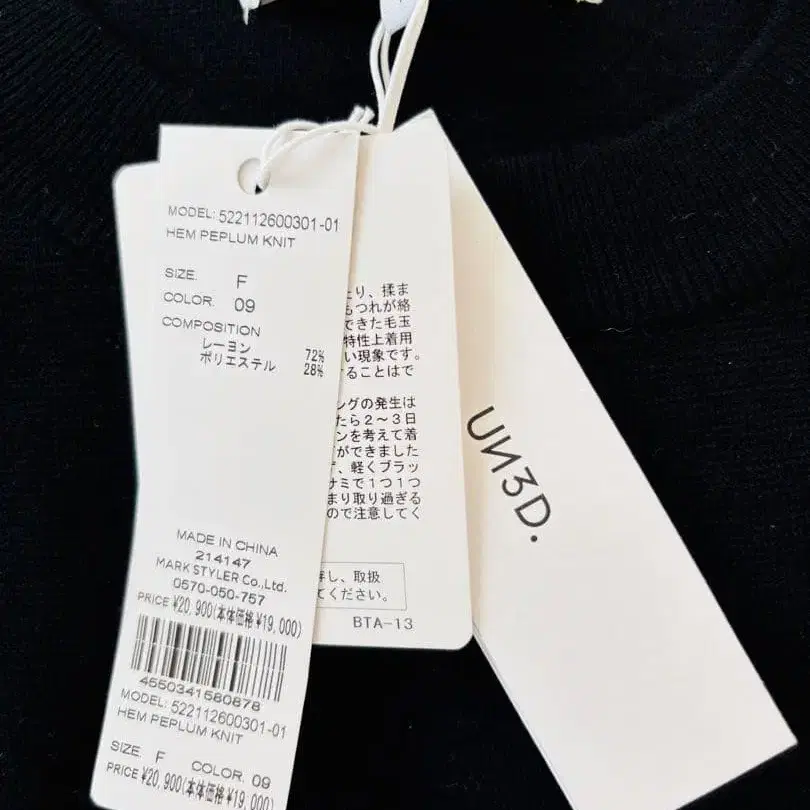 MODEL: 522112600301-01
HEM PEPLUM KNIT
SIZE. F
COLOR. 09
COMPOSITION
レーヨン 72%
ポリエステル 28%
MADE IN CHINA
214147
MARK STYLER Co.,Ltd.
0570-050-757
PRICE ¥20,900(本体価格¥19,000)
4550341580878
MODEL: 522112600301-01
HEM PEPLUM KNIT
SIZE. F COLOR. 09
PRICE ¥20,900(本体価格¥19,000)
たり、揉ま
もつれが絡
できた毛玉
特性上着用
い現象です。
けることはで
ングの発生は
たら2〜3日
ンを考えて着
ができました
、軽くブラッ
サミで1つ1つ
まり取り過ぎる
ので注意してく
し、取扱
てください。
BTA-13
UИ3D.